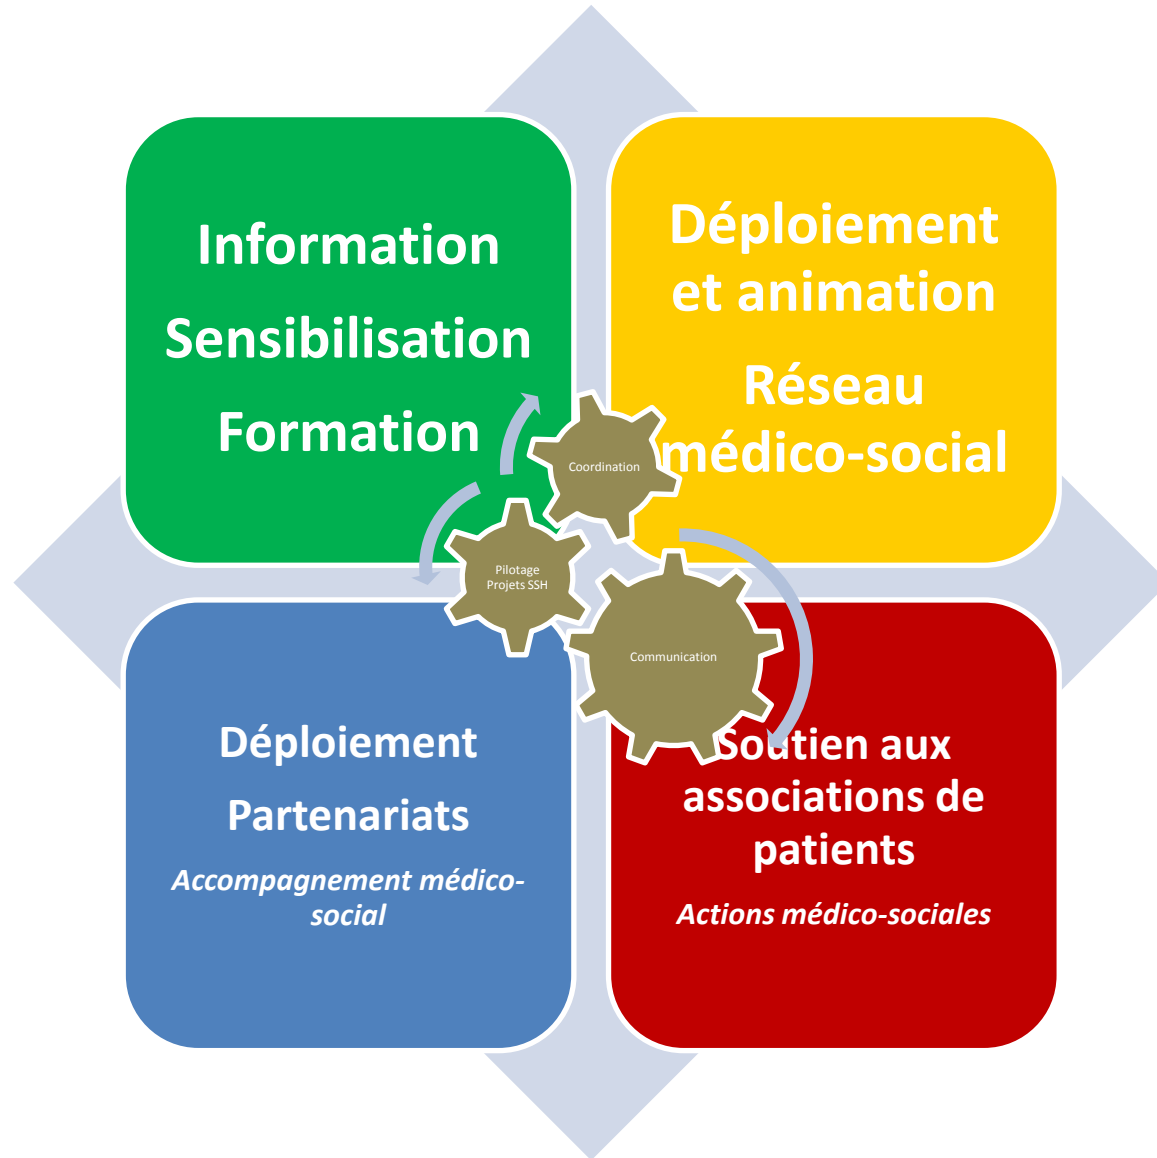 Information
Sensibilisation
Formation
Déploiement
et animation
Réseau
médico-social
Coordination
Pilotage
Projets SSH
Communication
Déploiement
Partenariats
Accompagnement médico-
social
Soutien aux
associations de
patients
Actions médico-sociales